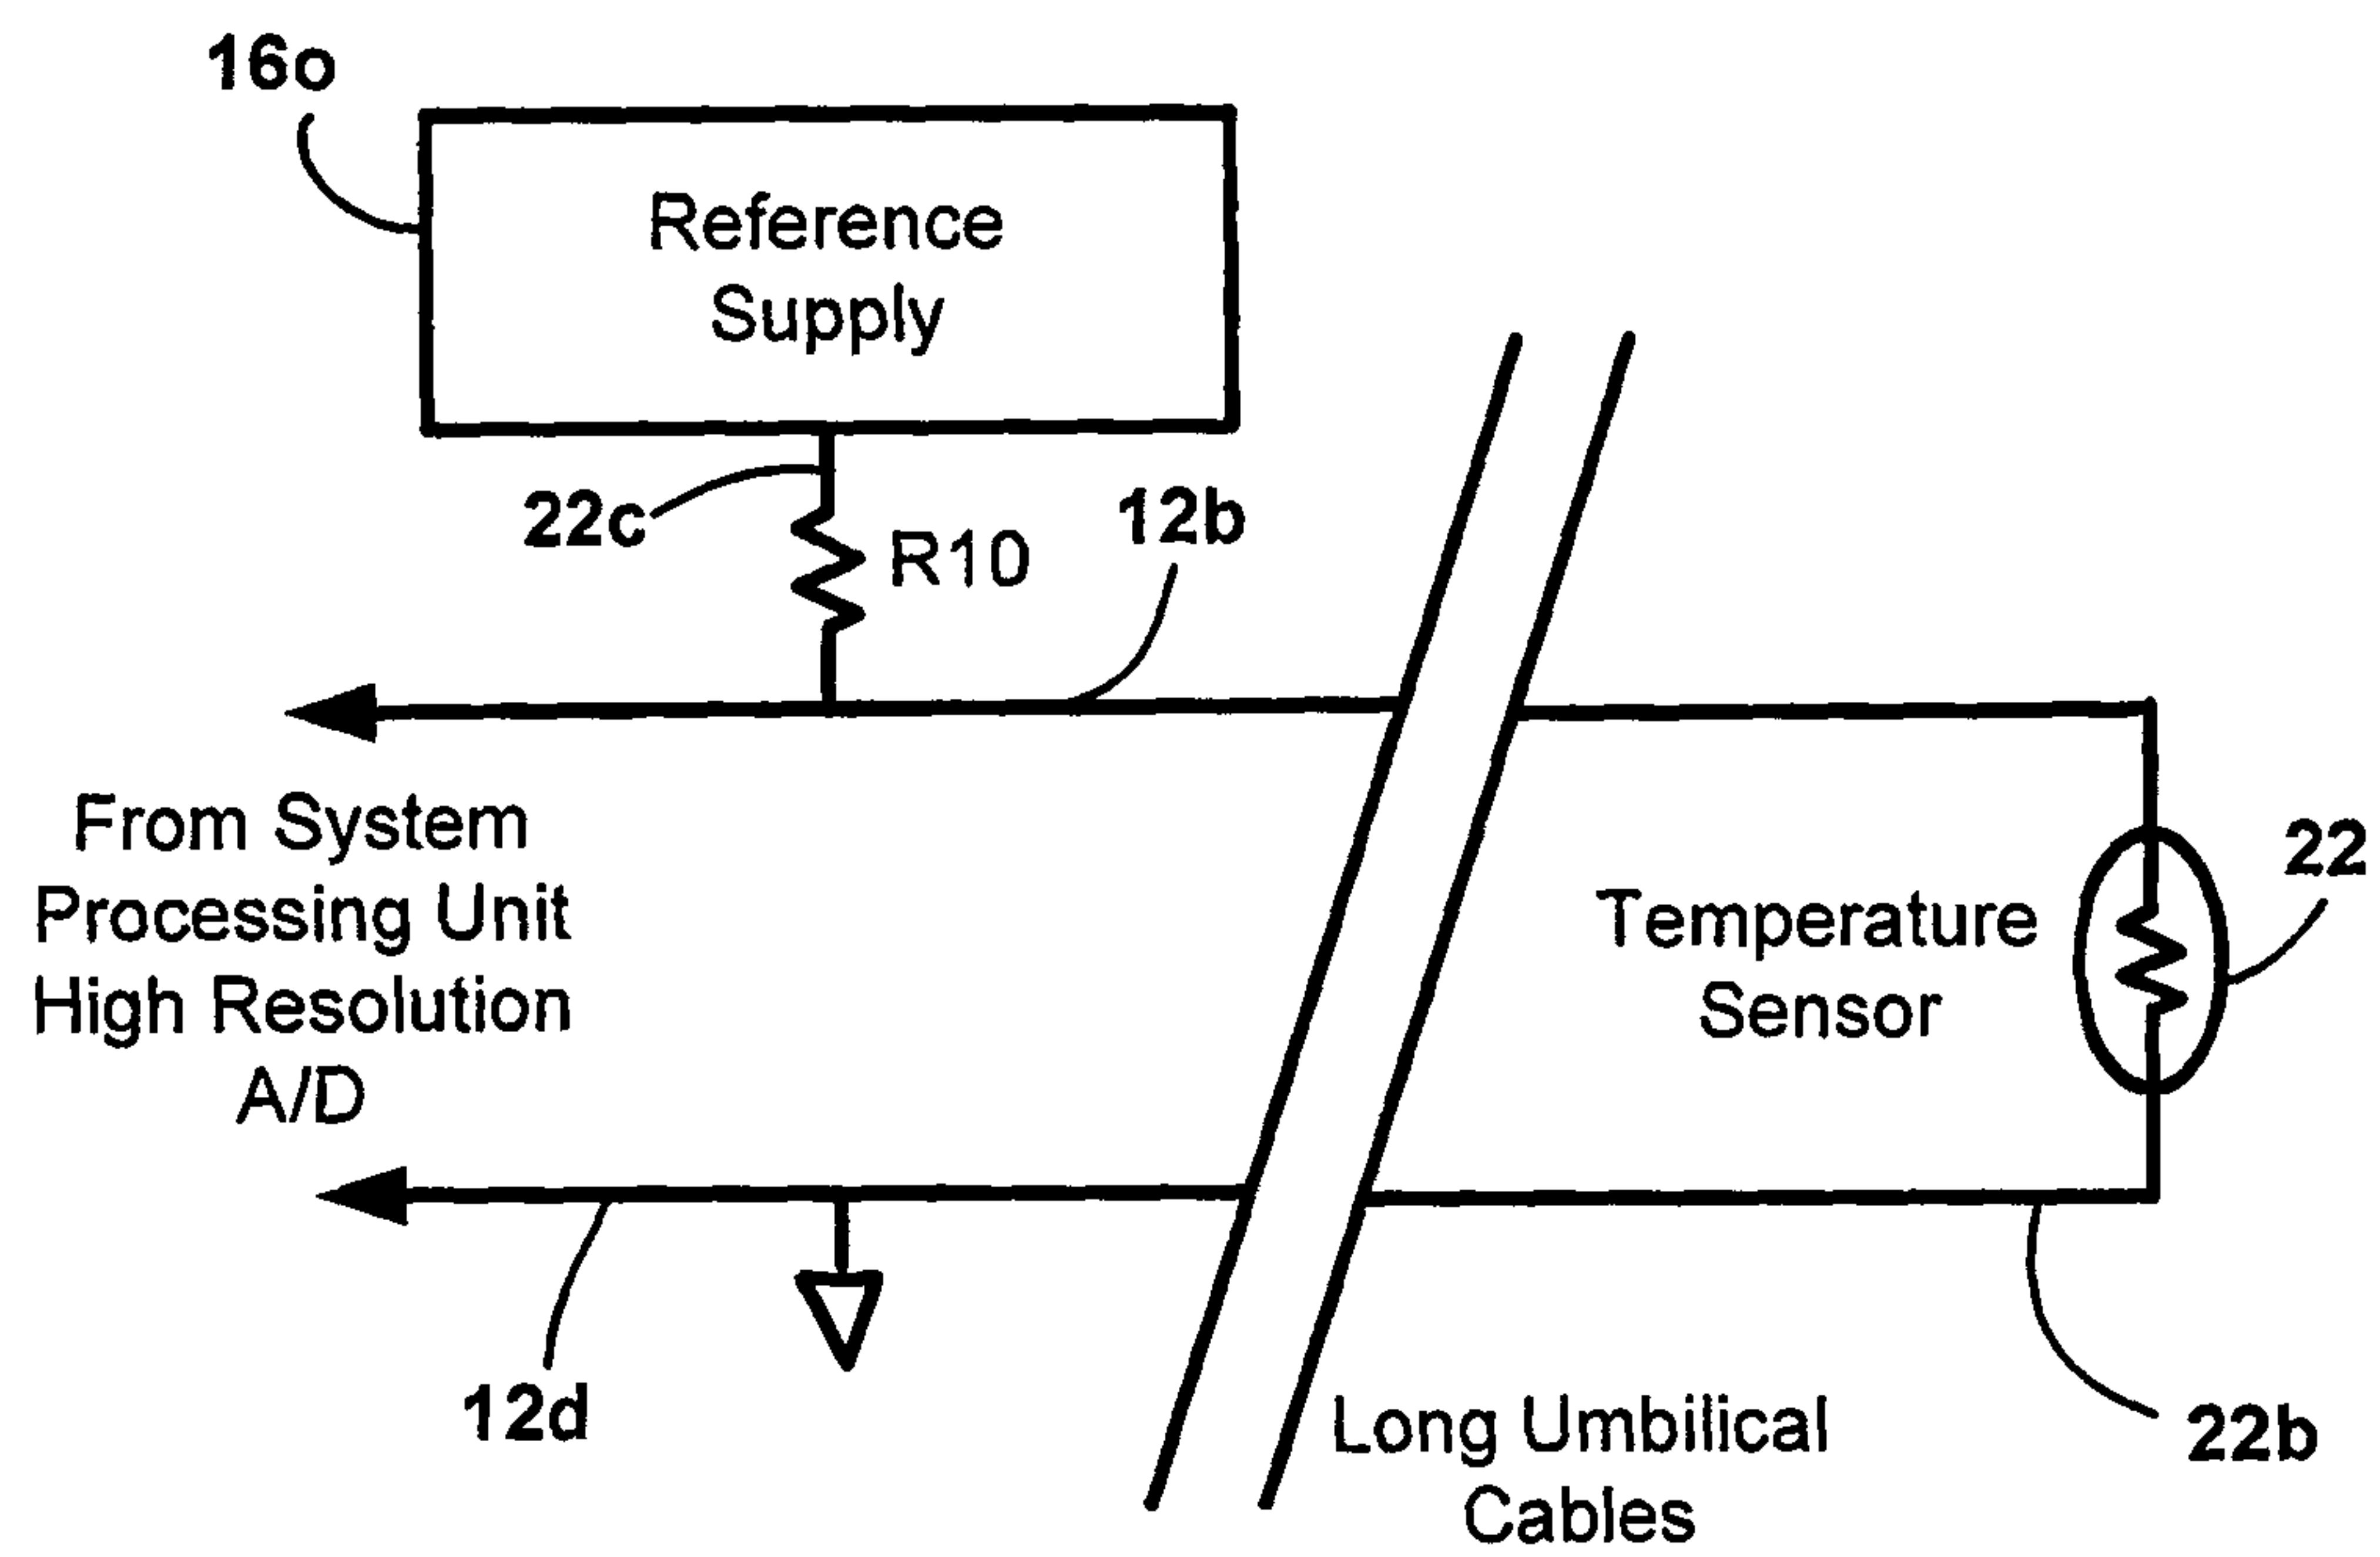 16o
Reference
Supply
22c
R10
12b
From System
Processing Unit
High Resolution
A/D
Temperature
Sensor
22
12d
Long Umbilical
Cables
22b